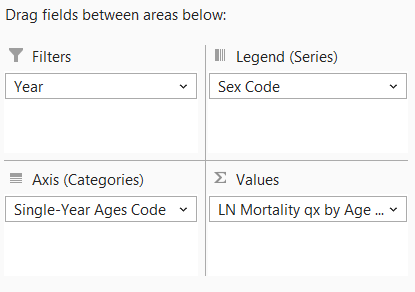 Drag fields between areas below:
Filters
Year
Legend (Series)
Sex Code
Axis (Categories)
Single-Year Ages Code
Σ Values
LN Mortality qx by Age ...